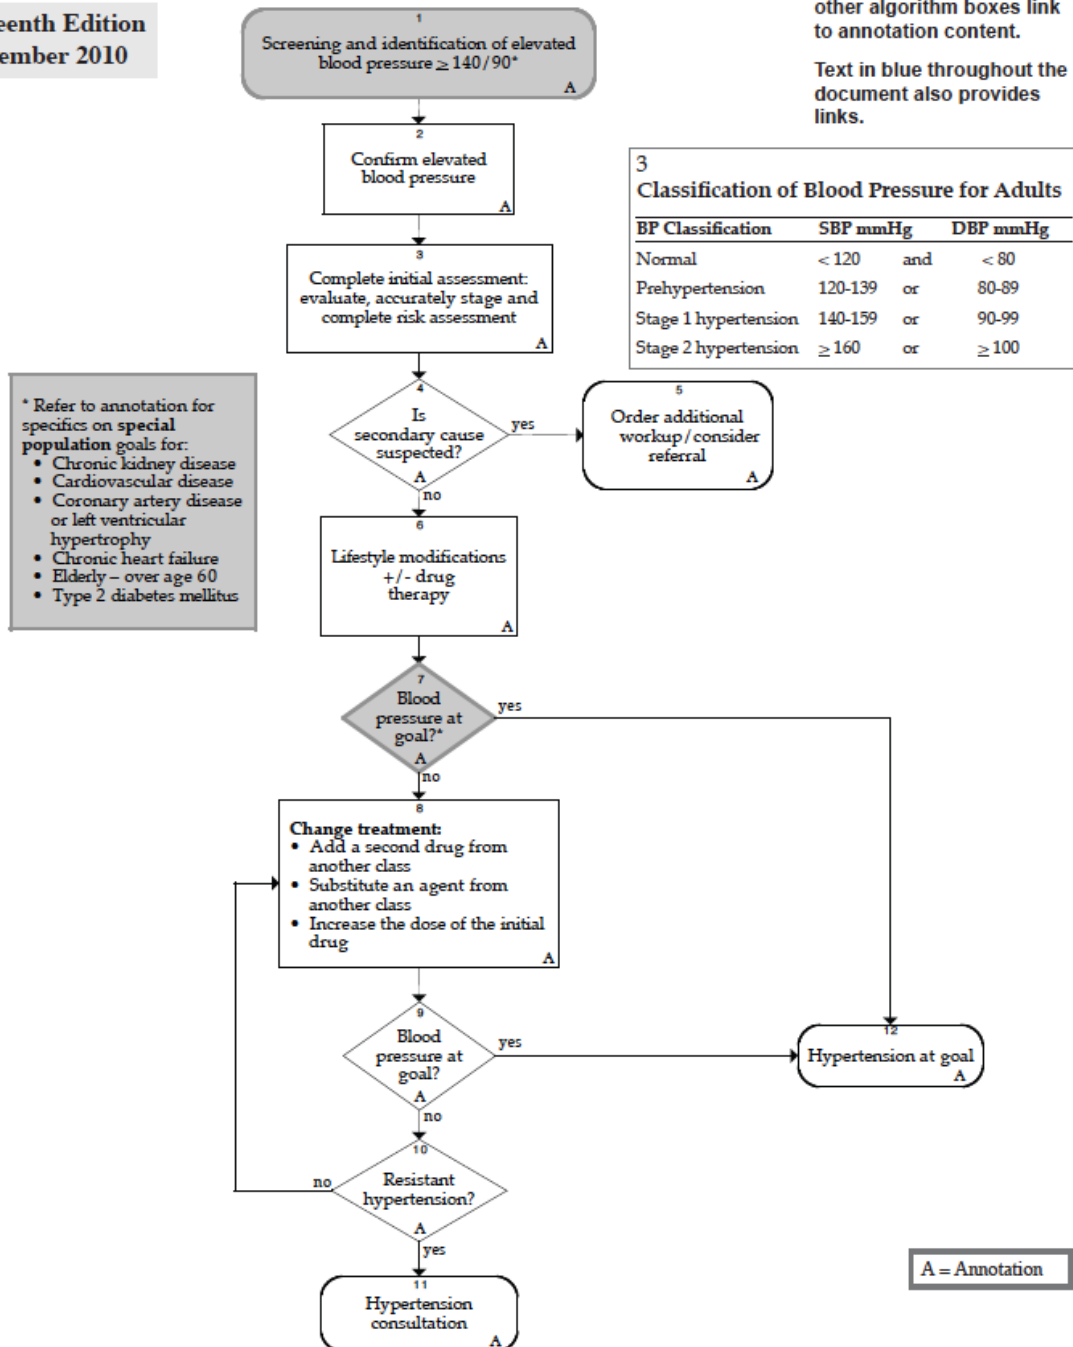 eenth Edition
ember 2010
other algorithm boxes link
to annotation content.
Text in blue throughout the
document also provides
links.
1
Screening and identification of elevated
blood pressure ≥ 140/90*
A
2
Confirm elevated
blood pressure
A
3
Classification of Blood Pressure for Adults
BP Classification SBP mmHg DBP mmHg
Normal < 120 and < 80
Prehypertension 120-139 or 80-89
Stage 1 hypertension 140-159 or 90-99
Stage 2 hypertension ≥ 160 or ≥ 100
3
Complete initial assessment:
evaluate, accurately stage and
complete risk assessment
A
* Refer to annotation for
specifics on special
population goals for:
• Chronic kidney disease
• Cardiovascular disease
• Coronary artery disease
or left ventricular
hypertrophy
• Chronic heart failure
• Elderly – over age 60
• Type 2 diabetes mellitus
4
Is
secondary cause
suspected?
A
yes
no
5
Order additional
workup/consider
referral
A
6
Lifestyle modifications
+/- drug
therapy
A
7
Blood
pressure at
goal?*
A
yes
no
8
Change treatment:
• Add a second drug from
another class
• Substitute an agent from
another class
• Increase the dose of the initial
drug
A
9
Blood
pressure at
goal?
A
yes
no
12
Hypertension at goal
A
10
Resistant
hypertension?
A
no
yes
11
Hypertension
consultation
A
A = Annotation